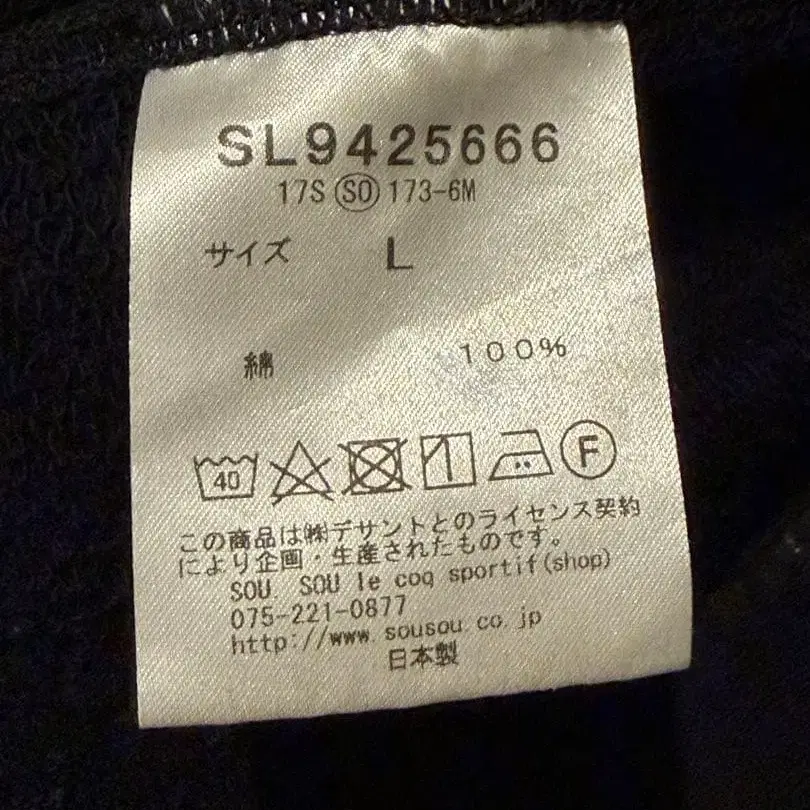 SL9425666
17S SO 173-6M
サイズ L
綿 100%
40 F
この商品は㈱デサントとのライセンス契約
により企画・生産されたものです。
SOU. SOU le coq sportif(shop)
075-221-0877
http://www.sousou.co.jp
日本製